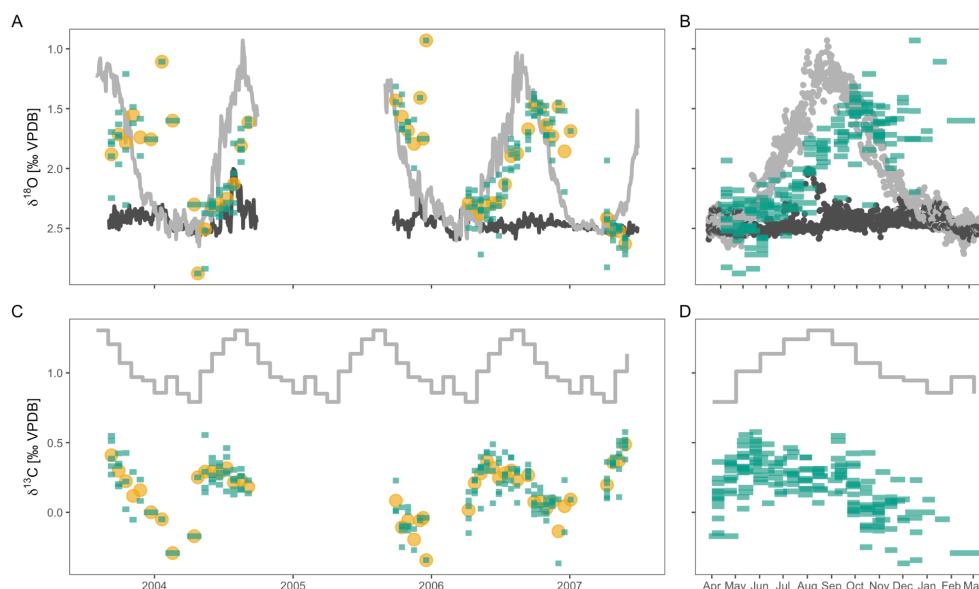 A
B
1.0
1.5
2.0
2.5
δ18O [‰ VPDB]
C
D
1.0
0.5
0.0
δ13C [‰ VPDB]
2004 2005 2006 2007
Apr May Jun Jul Aug Sep Oct Nov Dec Jan Feb Mar